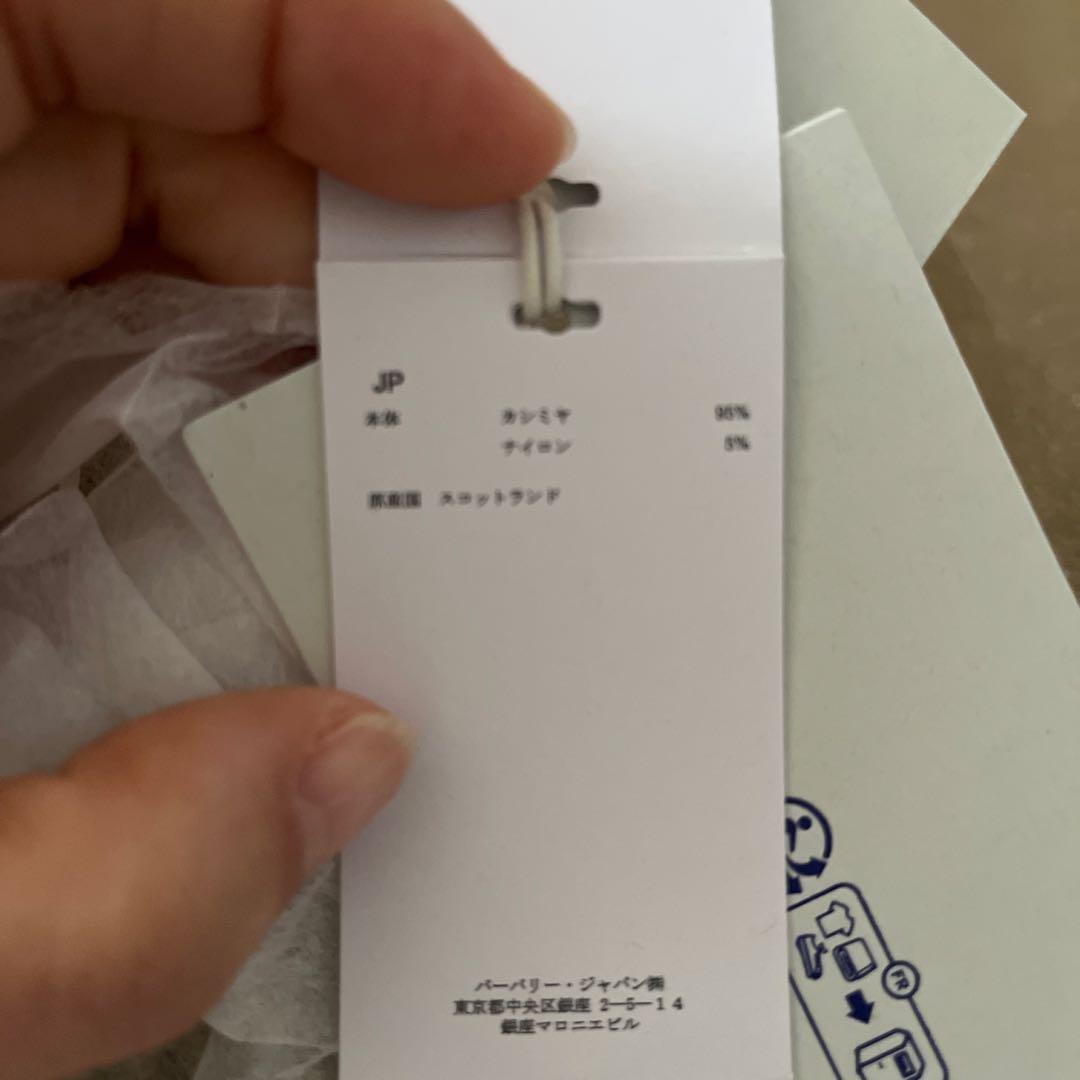 JP
本体 カシミヤ 95%
ナイロン 5%
原産国 スコットランド
バーバリー・ジャパン㈱
東京都中央区銀座 2−5−14
銀座マロニエビル
FR